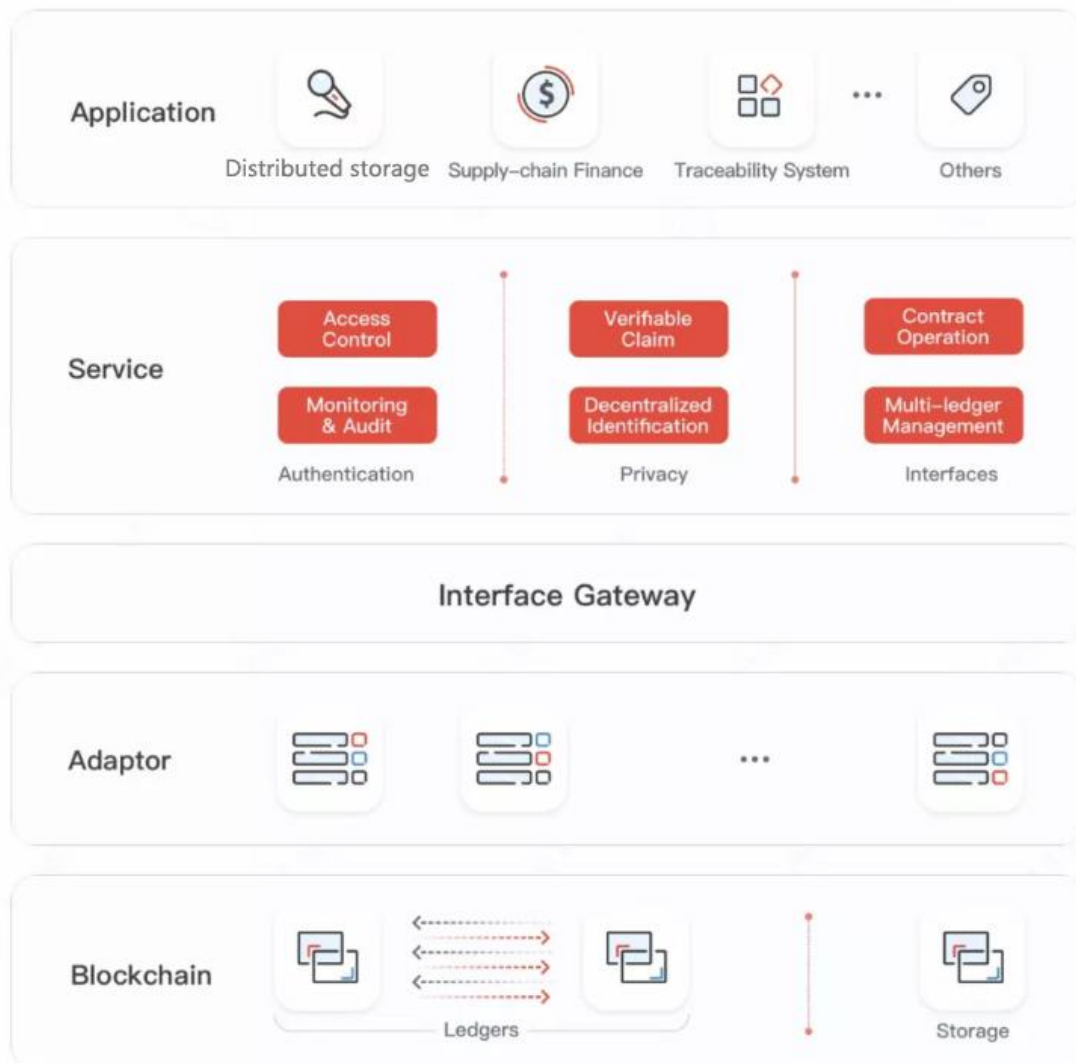 Application
$
Distributed storage
Supply-chain Finance
Traceability System
...
Others
Service
Access
Control
Monitoring
& Audit
Authentication
Verifiable
Claim
Decentralized
Identification
Privacy
Contract
Operation
Multi-ledger
Management
Interfaces
Interface Gateway
Adaptor
...
Blockchain
Ledgers
Storage